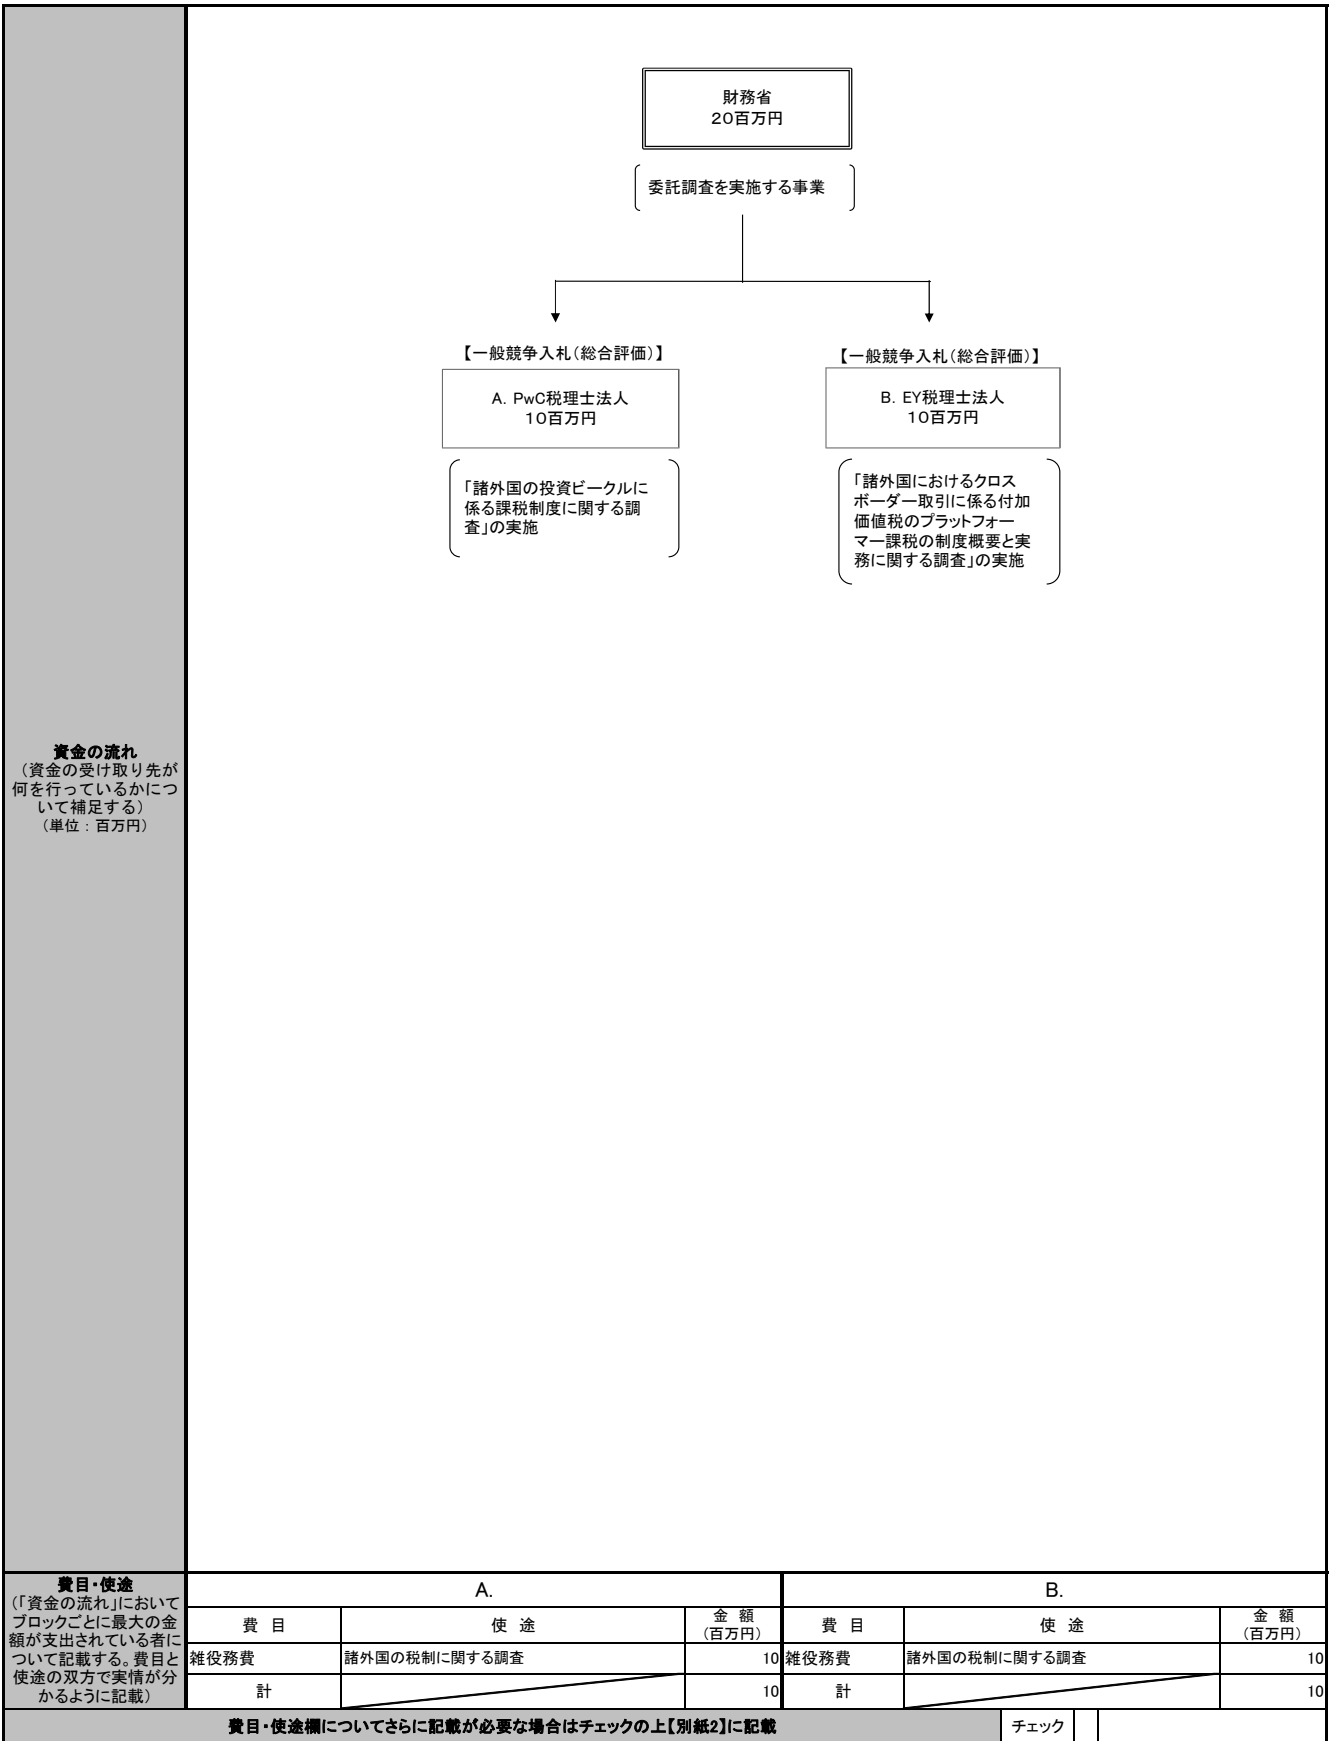 財務省
２０百万円
委託調査を実施する事業
【一般競争入札（総合評価）】
A．PwC税理士法人
１０百万円
「諸外国の投資ビークルに
係る課税制度に関する調
査」の実施
【一般競争入札（総合評価）】
B．EY税理士法人
１０百万円
「諸外国におけるクロス
ボーダー取引に係る付加
価値税のプラットフォー
マー課税の制度概要と実
務に関する調査」の実施
資金の流れ
（資金の受け取り先が
何を行っているかにつ
いて補足する）
（単位：百万円）
費目・使途
（「資金の流れ」において
ブロックごとに最大の金
額が支出されている者に
ついて記載する。費目と
使途の双方で実情が分
かるように記載）
A. B.
費　目 使　途 金　額 費　目 使　途 金　額
（百万円） （百万円）
雑役務費 諸外国の税制に関する調査 10 雑役務費 諸外国の税制に関する調査 10
計 10 計 10
費目・使途欄についてさらに記載が必要な場合はチェックの上【別紙2】に記載 チェック